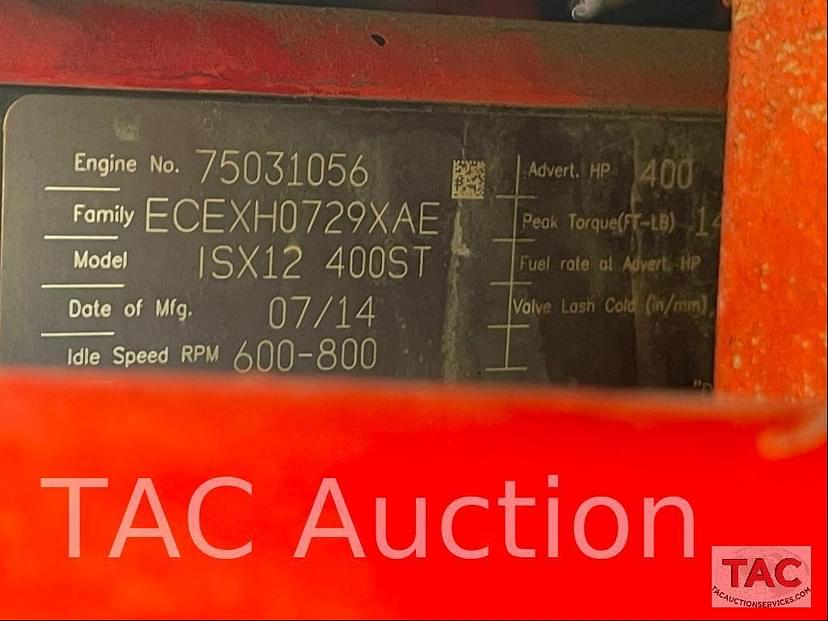 Engine No. 75031056
Family ECEXH0729XAE
Model ISX12 400ST
Date of Mfg. 07/14
Idle Speed RPM 600-800
Advert. HP 400
Peak Torque(FT-LB)
Fuel rate at Advert. HP
Valve Lash Cold (in/mm)
TAC Auction
TAC
TACAUCTIONSERVICES.COM